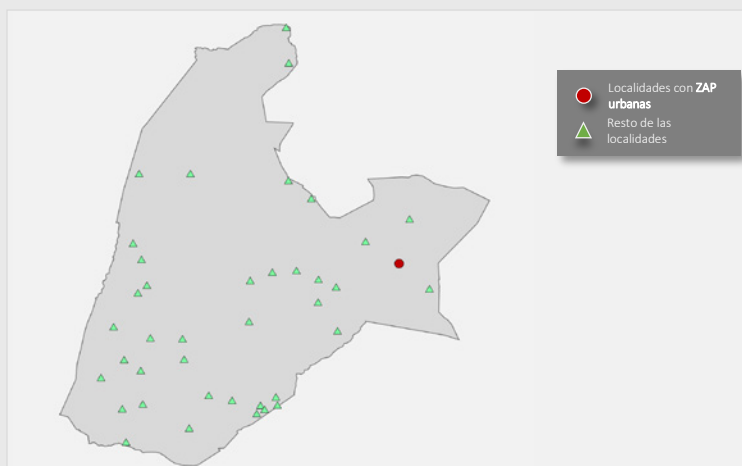 Localidades con ZAP
urbanas
Resto de las
localidades